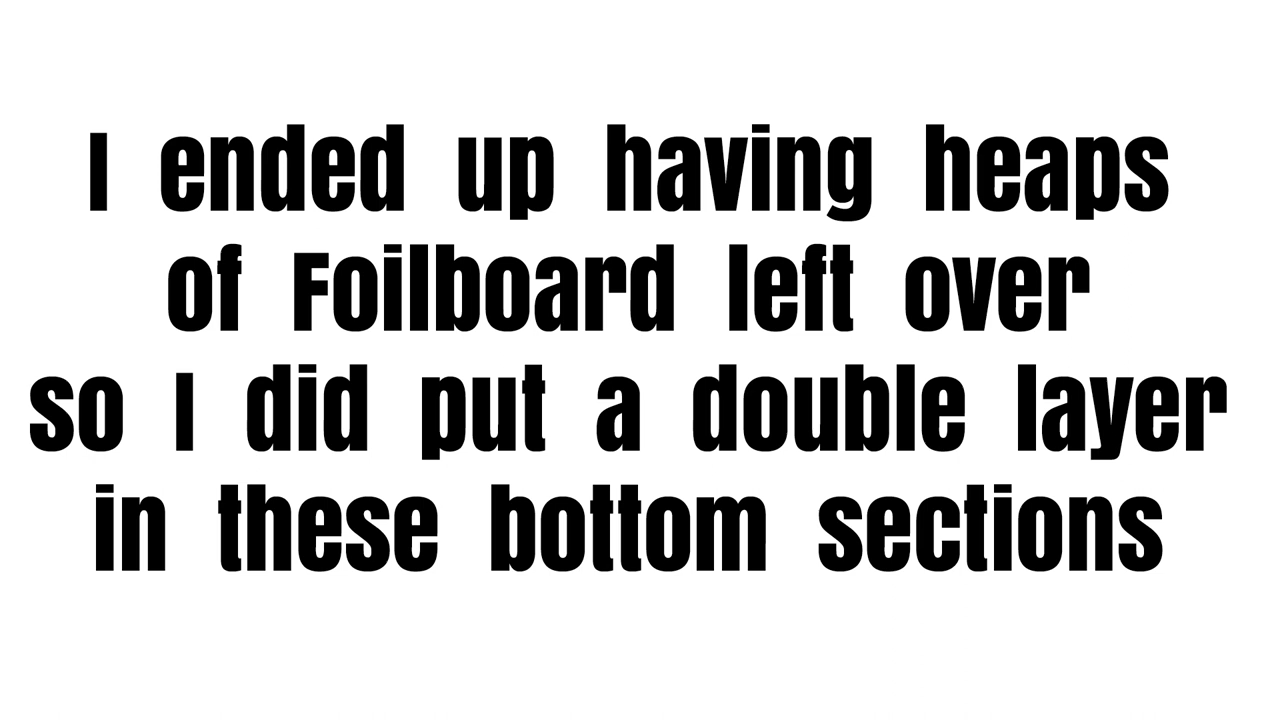 I ended up having heaps
of Foilboard left over
so I did put a double layer
in these bottom sections